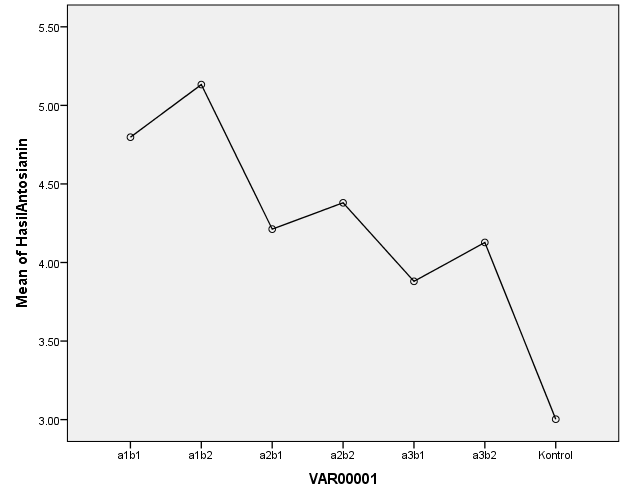 5.50
5.00
4.50
4.00
3.50
3.00
Mean of HasilAntosianin
a1b1 a1b2 a2b1 a2b2 a3b1 a3b2 Kontrol
VAR00001